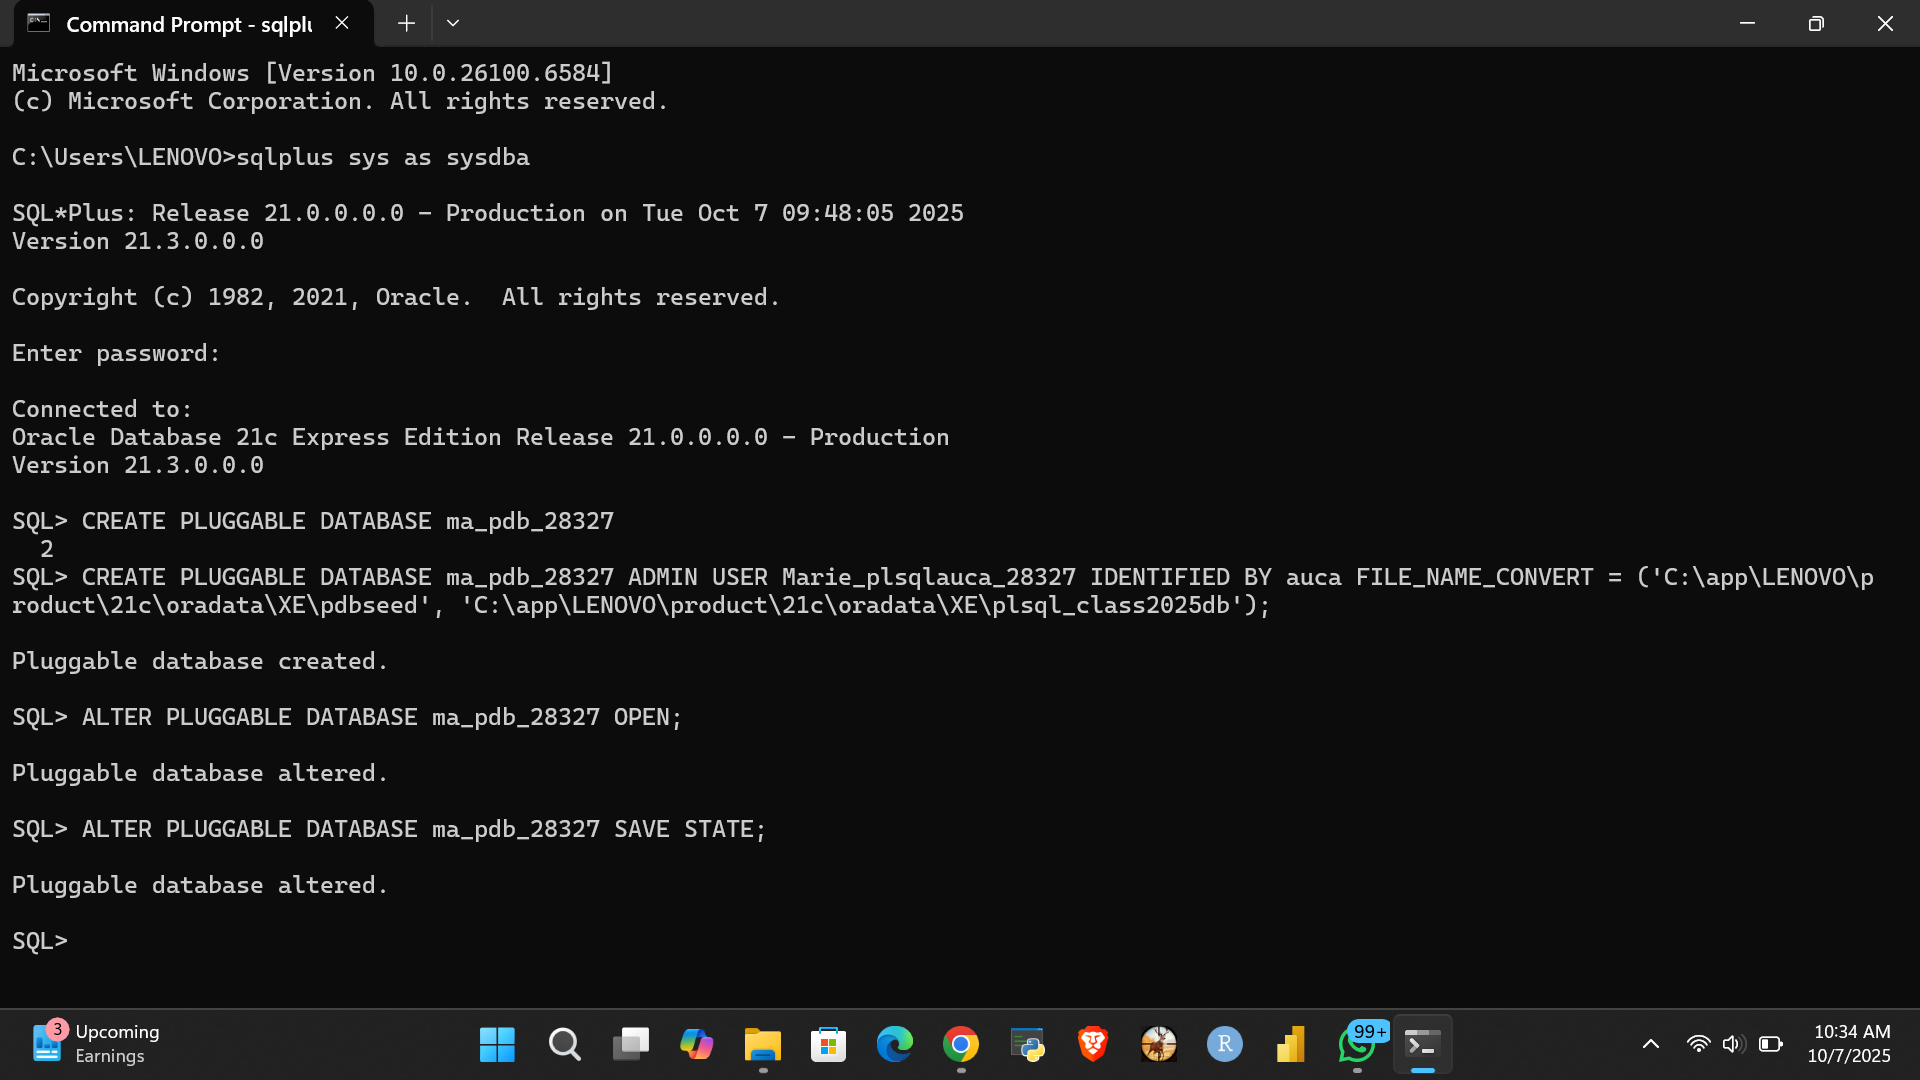 Command Prompt - sqlplu
Microsoft Windows [Version 10.0.26100.6584]
(c) Microsoft Corporation. All rights reserved.
C:\Users\LENOVO>sqlplus sys as sysdba
SQL*Plus: Release 21.0.0.0.0 - Production on Tue Oct 7 09:48:05 2025
Version 21.3.0.0.0
Copyright (c) 1982, 2021, Oracle.  All rights reserved.
Enter password:
Connected to:
Oracle Database 21c Express Edition Release 21.0.0.0.0 - Production
Version 21.3.0.0.0
SQL> CREATE PLUGGABLE DATABASE ma_pdb_28327
  2
SQL> CREATE PLUGGABLE DATABASE ma_pdb_28327 ADMIN USER Marie_plsqlauca_28327 IDENTIFIED BY auca FILE_NAME_CONVERT = ('C:\app\LENOVO\p
roduct\21c\oradata\XE\pdbseed', 'C:\app\LENOVO\product\21c\oradata\XE\plsql_class2025db');
Pluggable database created.
SQL> ALTER PLUGGABLE DATABASE ma_pdb_28327 OPEN;
Pluggable database altered.
SQL> ALTER PLUGGABLE DATABASE ma_pdb_28327 SAVE STATE;
Pluggable database altered.
SQL>
3
Upcoming
Earnings
R
99+
10:34 AM
10/7/2025